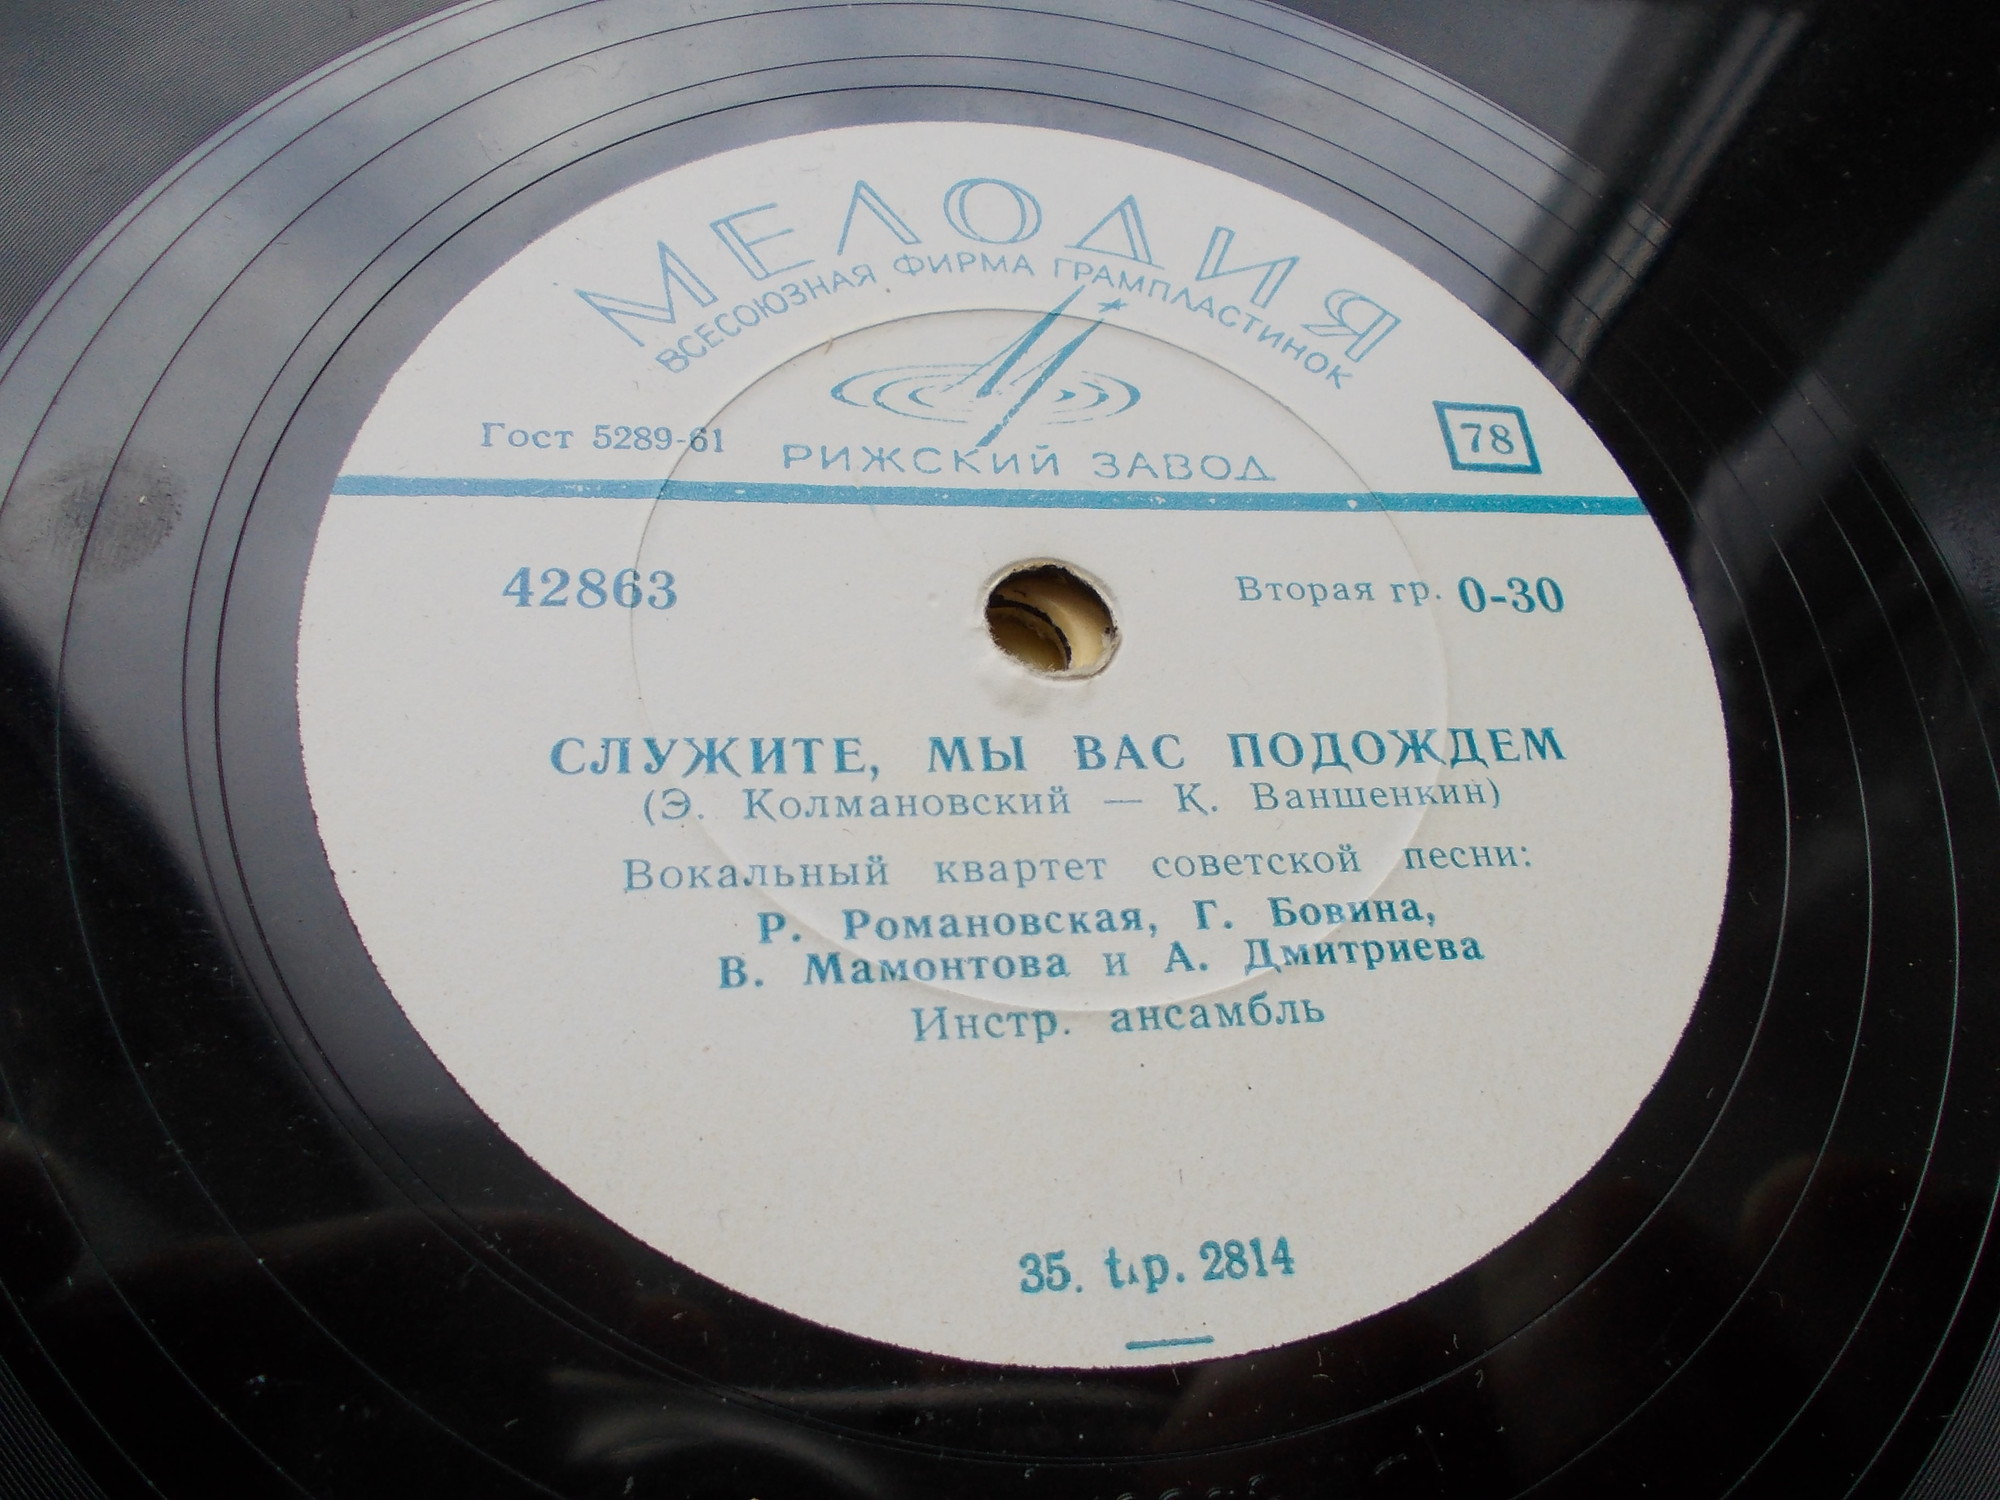 МЕЛОДИЯ
ВСЕСОЮЗНАЯ ФИРМА ГРАМПЛАСТИНОК
Гост 5289-61
РИЖСКИЙ ЗАВОД
78
42863
Вторая гр. 0-30
СЛУЖИТЕ, МЫ ВАС ПОДОЖДЕМ
(Э. Колмановский — К. Ваншенкин)
Вокальный квартет советской песни:
Р. Романовская, Г. Бовина,
В. Мамонтова и А. Дмитриева
Инстр. ансамбль
35. t.p. 2814